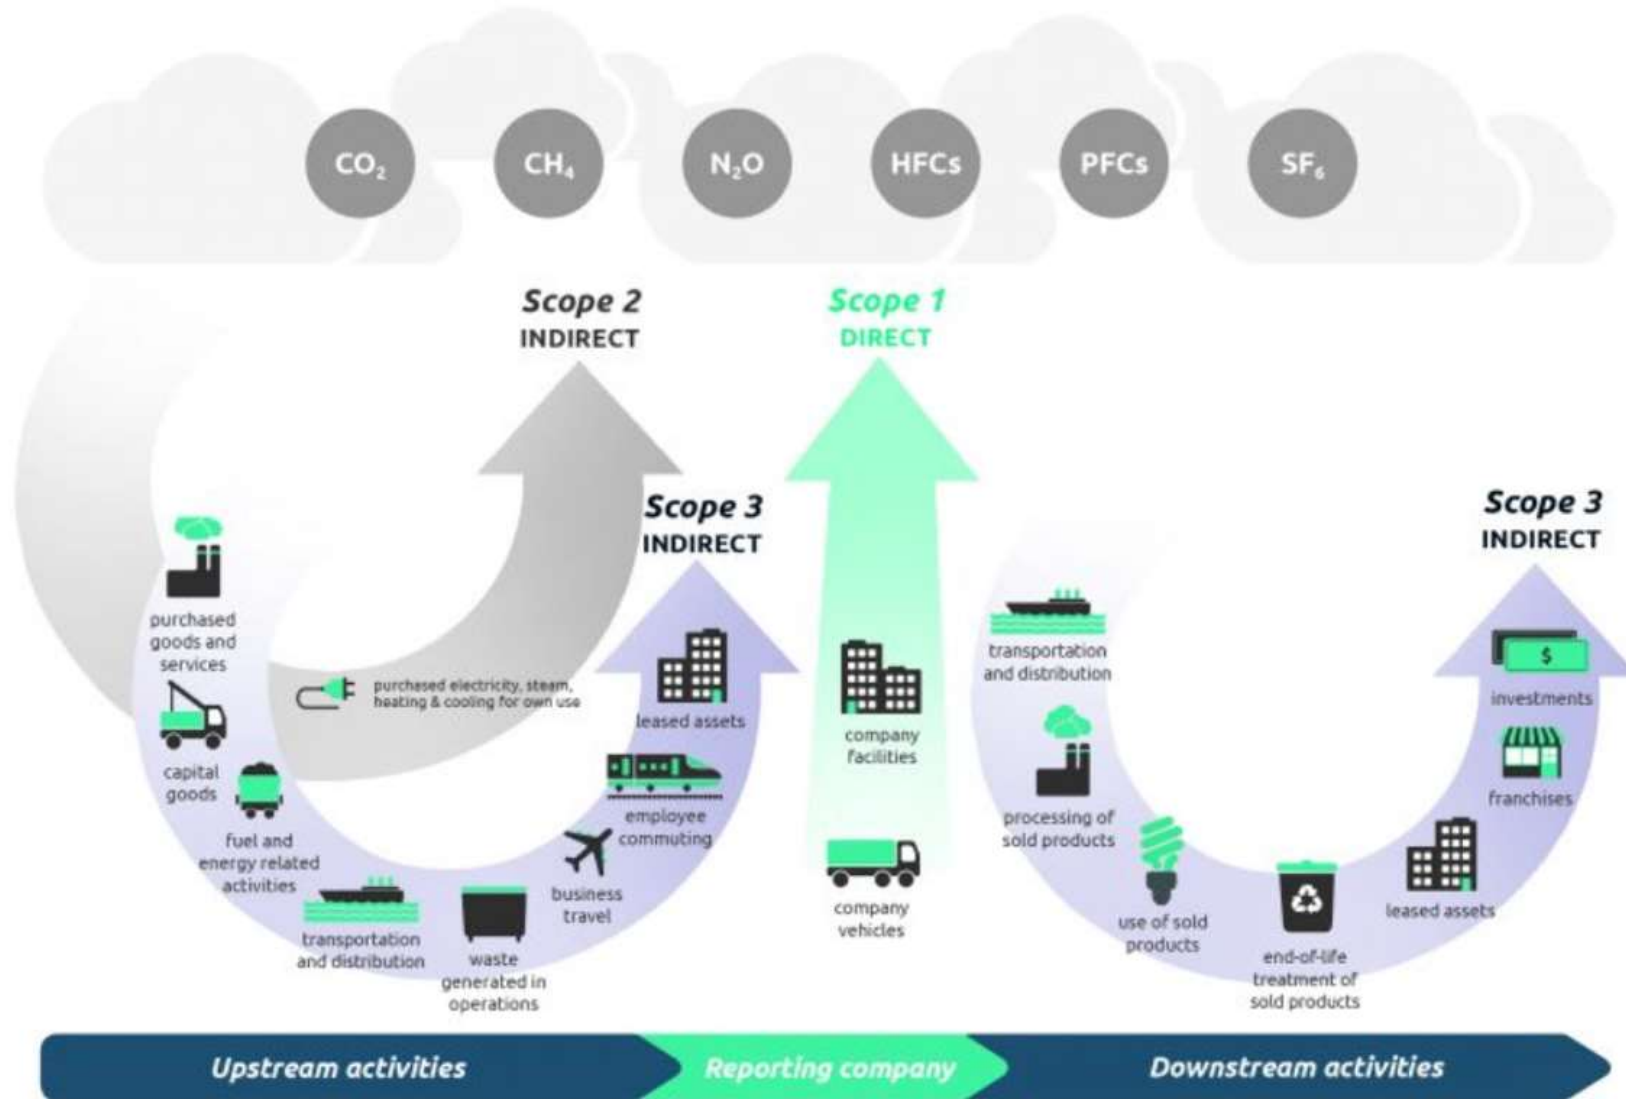 CO₂
CH₄
N₂O
HFCs
PFCs
SF₆
Scope 2
INDIRECT
Scope 1
DIRECT
Scope 3
INDIRECT
Scope 3
INDIRECT
purchased
goods and
services
capital
goods
fuel and
energy related
activities
transportation
and distribution
waste
generated in
operations
business
travel
employee
commuting
leased assets
purchased electricity, steam,
heating & cooling for own use
company
facilities
company
vehicles
transportation
and distribution
processing of
sold products
use of sold
products
end-of-life
treatment of
sold products
leased assets
franchises
$
investments
Upstream activities
Reporting company
Downstream activities